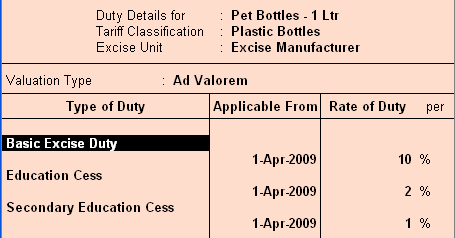 Duty Details for : Pet Bottles - 1 Ltr
Tariff Classification : Plastic Bottles
Excise Unit : Excise Manufacturer
Valuation Type : Ad Valorem
Type of Duty Applicable From Rate of Duty per
Basic Excise Duty
1-Apr-2009 10 %
Education Cess
1-Apr-2009 2 %
Secondary Education Cess
1-Apr-2009 1 %